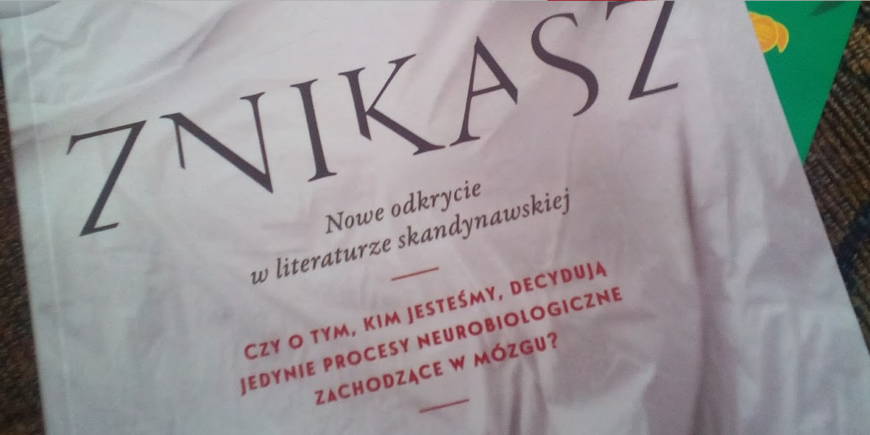 ZNIKASZ
Nowe odkrycie
w literaturze skandynawskiej
CZY O TYM, KIM JESTEŚMY, DECYDUJĄ
JEDYNIE PROCESY NEUROBIOLOGICZNE
ZACHODZĄCE W MÓZGU?